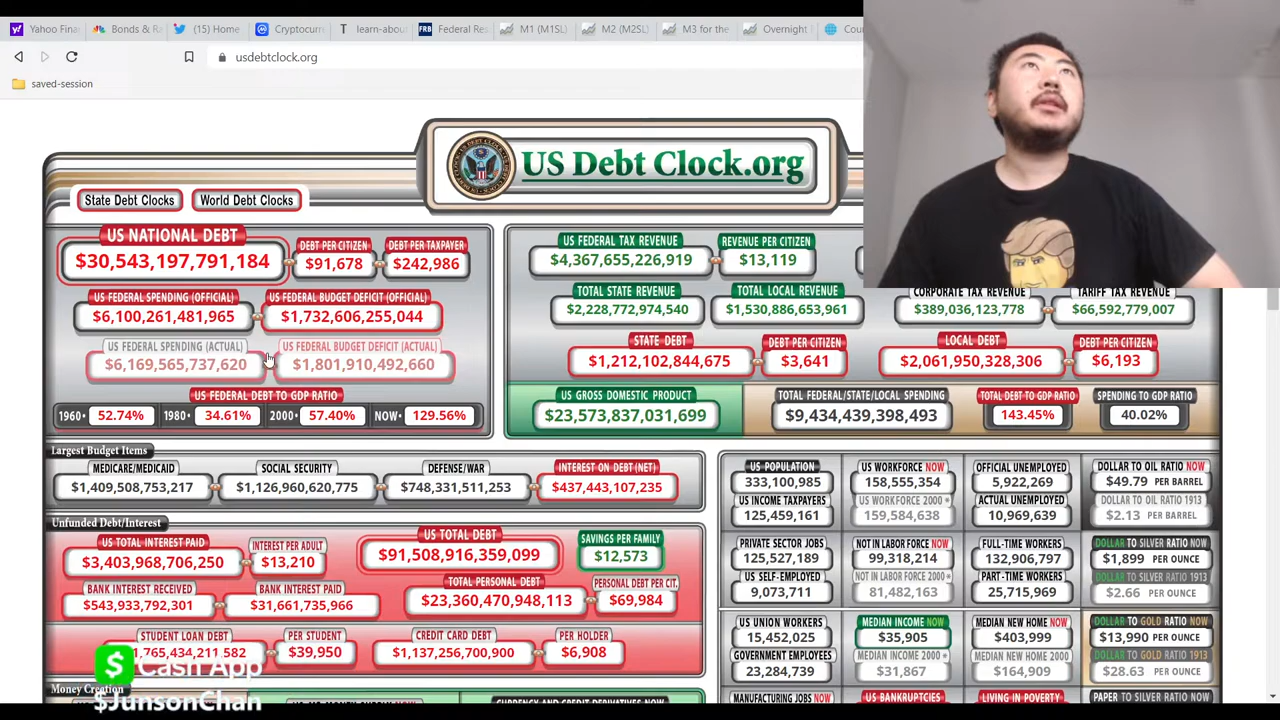 Yahoo Fina
Bonds & R
(15) Home
Cryptocurr
T learn-abou
FRB Federal Res
M1 (M1SL)
M2 (M2SL)
M3 for the
Overnight
Cou
usdebtclock.org
saved-session
US Debt Clock.org
State Debt Clocks World Debt Clocks
US NATIONAL DEBT
$30,543,197,791,184
DEBT PER CITIZEN
$91,678
DEBT PER TAXPAYER
$242,986
US FEDERAL SPENDING (OFFICIAL)
$6,100,261,481,965
US FEDERAL BUDGET DEFICIT (OFFICIAL)
$1,732,606,255,044
US FEDERAL SPENDING (ACTUAL)
$6,169,565,737,620
US FEDERAL BUDGET DEFICIT (ACTUAL)
$1,801,910,492,660
US FEDERAL DEBT TO GDP RATIO
1960• 52.74% 1980• 34.61% 2000• 57.40% NOW• 129.56%
US FEDERAL TAX REVENUE
$4,367,655,226,919
REVENUE PER CITIZEN
$13,119
TOTAL STATE REVENUE
$2,228,772,974,540
TOTAL LOCAL REVENUE
$1,530,886,653,961
CORPORATE TAX REVENUE
$389,036,123,778
TARIFF TAX REVENUE
$66,592,779,007
STATE DEBT
$1,212,102,844,675
DEBT PER CITIZEN
$3,641
LOCAL DEBT
$2,061,950,328,306
DEBT PER CITIZEN
$6,193
US GROSS DOMESTIC PRODUCT
$23,573,837,031,699
TOTAL FEDERAL/STATE/LOCAL SPENDING
$9,434,439,398,493
TOTAL DEBT TO GDP RATIO
143.45%
SPENDING TO GDP RATIO
40.02%
Largest Budget Items
MEDICARE/MEDICAID
$1,409,508,753,217
SOCIAL SECURITY
$1,126,960,620,775
DEFENSE/WAR
$748,331,511,253
INTEREST ON DEBT (NET)
$437,443,107,235
Unfunded Debt/Interest
US TOTAL INTEREST PAID
$3,403,968,706,250
INTEREST PER ADULT
$13,210
US TOTAL DEBT
$91,508,916,359,099
SAVINGS PER FAMILY
$12,573
BANK INTEREST RECEIVED
$543,933,792,301
BANK INTEREST PAID
$31,661,735,966
TOTAL PERSONAL DEBT
$23,360,470,948,113
PERSONAL DEBT PER CIT.
$69,984
STUDENT LOAN DEBT
1,765,434,211,582
PER STUDENT
$39,950
CREDIT CARD DEBT
$1,137,256,700,900
PER HOLDER
$6,908
Money Creation
US POPULATION
333,100,985
US WORKFORCE NOW
158,555,354
OFFICIAL UNEMPLOYED
5,922,269
DOLLAR TO OIL RATIO NOW
$49.79 PER BARREL
US INCOME TAXPAYERS
125,459,161
US WORKFORCE 2000
159,584,638
ACTUAL UNEMPLOYED
10,969,639
DOLLAR TO OIL RATIO 1913
$2.13 PER BARREL
PRIVATE SECTOR JOBS
125,527,189
NOT IN LABOR FORCE NOW
99,318,214
FULL-TIME WORKERS
132,906,797
DOLLAR TO SILVER RATIO NOW
$1,899 PER OUNCE
US SELF-EMPLOYED
9,073,711
NOT IN LABOR FORCE 2000
81,482,163
PART-TIME WORKERS
25,715,969
DOLLAR TO SILVER RATIO 1913
$2.66 PER OUNCE
US UNION WORKERS
15,452,025
MEDIAN INCOME NOW
$35,905
MEDIAN NEW HOME NOW
$403,999
DOLLAR TO GOLD RATIO NOW
$13,990 PER OUNCE
GOVERNMENT EMPLOYEES
23,284,739
MEDIAN INCOME 2000
$31,867
MEDIAN NEW HOME 2000
$164,909
DOLLAR TO GOLD RATIO 1913
$28.63 PER OUNCE
MANUFACTURING JOBS NOW
US BANKRUPTCIES
LIVING IN POVERTY
PAPER TO SILVER RATIO
CURRENCY AND CREDIT DERIVATIVES NOW
$ Cash App
$JunsonChan